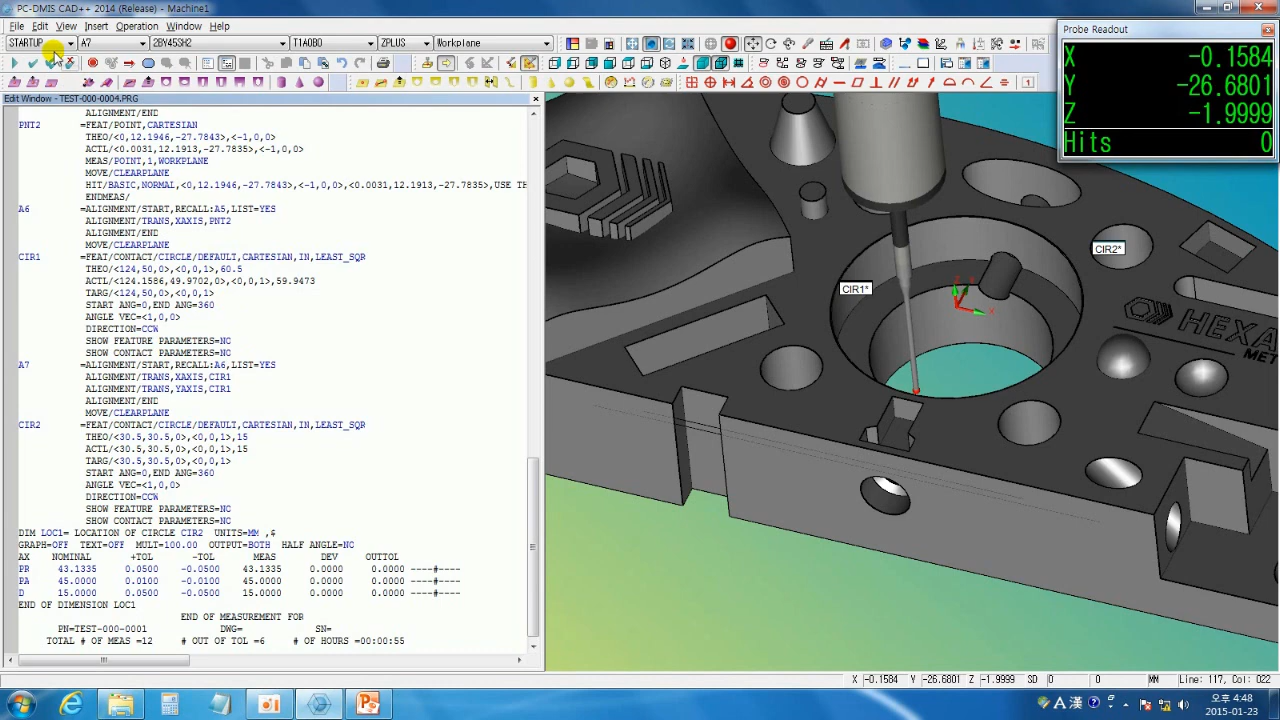 PC-DMIS CAD++ 2014 (Release) - Machine1
File Edit View Insert Operation Window Help
STARTUP A7 2BY45SH2 T1A0B0 ZPLUS Workplane
Edit Window - TEST-000-0004.PRG
ALIGNMENT/END
PNT2 =FEAT/POINT,CARTESIAN
THEO/<0,12.1946,-27.7843>,<-1,0,0>
ACTL/<0.0031,12.1913,-27.7835>,<-1,0,0>
MEAS/POINT,1,WORKPLANE
MOVE/CLEARPLANE
HIT/BASIC,NORMAL,<0,12.1946,-27.7843>,<-1,0,0>,<0.0031,12.1913,-27.7835>,USE TH
ENDMEAS/
A6 =ALIGNMENT/START,RECALL:A5,LIST=YES
ALIGNMENT/TRANS,XAXIS,PNT2
ALIGNMENT/END
MOVE/CLEARPLANE
CIR1 =FEAT/CONTACT/CIRCLE/DEFAULT,CARTESIAN,IN,LEAST_SQR
THEO/<124,50,0>,<0,0,1>,60.5
ACTL/<124.1586,49.9702,0>,<0,0,1>,59.9473
TARG/<124,50,0>,<0,0,1>
START ANG=0,END ANG=360
ANGLE VEC=<1,0,0>
DIRECTION=CCW
SHOW FEATURE PARAMETERS=NO
SHOW CONTACT PARAMETERS=NO
A7 =ALIGNMENT/START,RECALL:A6,LIST=YES
ALIGNMENT/TRANS,XAXIS,CIR1
ALIGNMENT/TRANS,YAXIS,CIR1
ALIGNMENT/END
MOVE/CLEARPLANE
CIR2 =FEAT/CONTACT/CIRCLE/DEFAULT,CARTESIAN,IN,LEAST_SQR
THEO/<30.5,30.5,0>,<0,0,1>,15
ACTL/<30.5,30.5,0>,<0,0,1>,15
TARG/<30.5,30.5,0>,<0,0,1>
START ANG=0,END ANG=360
ANGLE VEC=<1,0,0>
DIRECTION=CCW
SHOW FEATURE PARAMETERS=NO
SHOW CONTACT PARAMETERS=NO
DIM LOC1= LOCATION OF CIRCLE CIR2 UNITS=MM ,$
GRAPH=OFF TEXT=OFF MULT=100.00 OUTPUT=BOTH HALF ANGLE=NO
AX NOMINAL +TOL -TOL MEAS DEV OUTTOL
PR 43.1335 0.0500 -0.0500 43.1335 0.0000 0.0000 ----#----
PA 45.0000 0.0100 -0.0100 45.0000 0.0000 0.0000 ----#----
D 15.0000 0.0500 -0.0500 15.0000 0.0000 0.0000 ----#----
END OF DIMENSION LOC1
END OF MEASUREMENT FOR
PN=TEST-000-0001 DWG= SN=
TOTAL # OF MEAS =12 # OUT OF TOL =6 # OF HOURS =00:00:55
Probe Readout
X -0.1584
Y -26.6801
Z -1.9999
Hits 0
CIR2*
CIR1*
HEXA
MET
X -0.1584 Y -26.6801 Z -1.9999 SD 0 0 MM Line: 117, Col: 022
A 漢
오후 4:48
2015-01-23